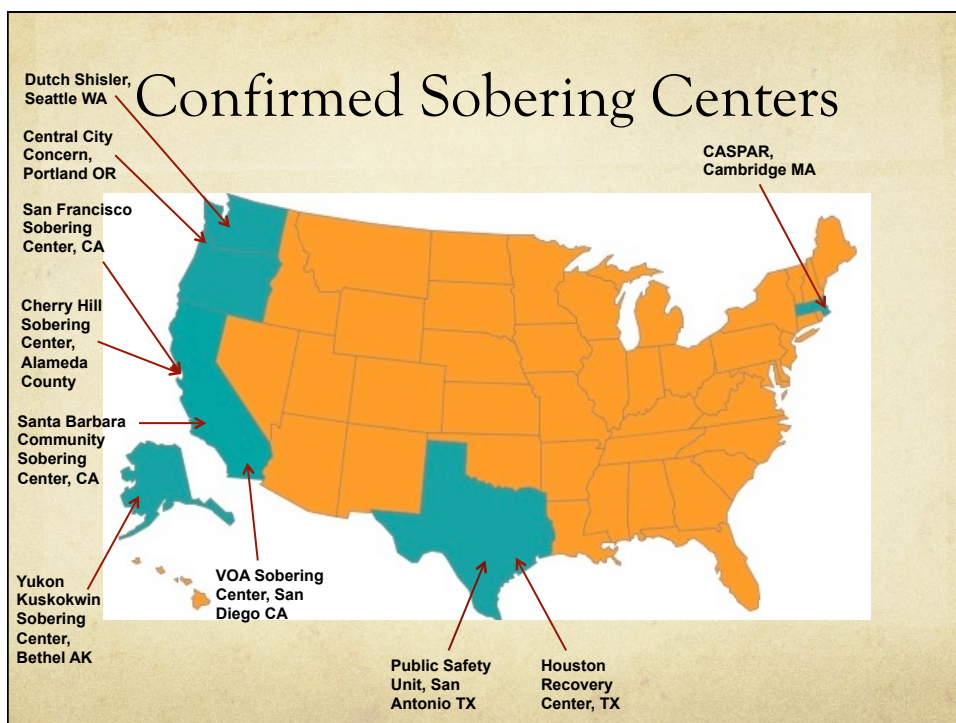 Confirmed Sobering Centers
Dutch Shisler,
Seattle WA
Central City
Concern,
Portland OR
San Francisco
Sobering
Center, CA
Cherry Hill
Sobering
Center,
Alameda
County
Santa Barbara
Community
Sobering
Center, CA
Yukon
Kuskokwin
Sobering
Center,
Bethel AK
VOA Sobering
Center, San
Diego CA
Public Safety
Unit, San
Antonio TX
Houston
Recovery
Center, TX
CASPAR,
Cambridge MA